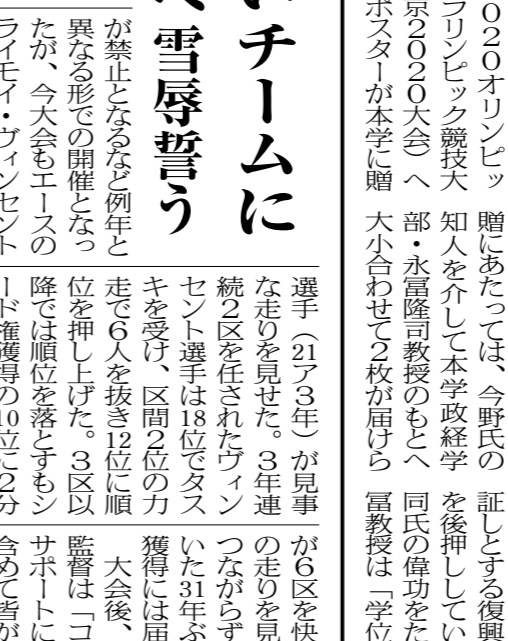 020オリンピッ
ラリンピック競技大
京2020大会）へ
ポスターが本学に贈
贈にあたっては、今野氏の
知人を介して本学政経学
部・永冨隆司教授のもとへ
大小合わせて2枚が届けら
証しとする復興
を後押ししてい
同氏の偉功をた
冨教授は「学位
いチームに
へ 雪辱誓う
が禁止となるなど例年と
異なる形での開催となっ
たが、今大会もエースの
ライモイ・ヴィンセント
選手（21ア3年）が見事
な走りを見せた。3年連
続2区を任されたヴィン
セント選手は18位でタス
キを受け、区間2位の力
走で6人を抜き12位に順
位を押し上げた。3区以
降では順位を落とすもシ
ード権獲得の10位に2分
が6区を快
の走りを見
つながらず
いた31年ぶ
獲得には届
大会後、
監督は「コ
サポートに
含めて皆が